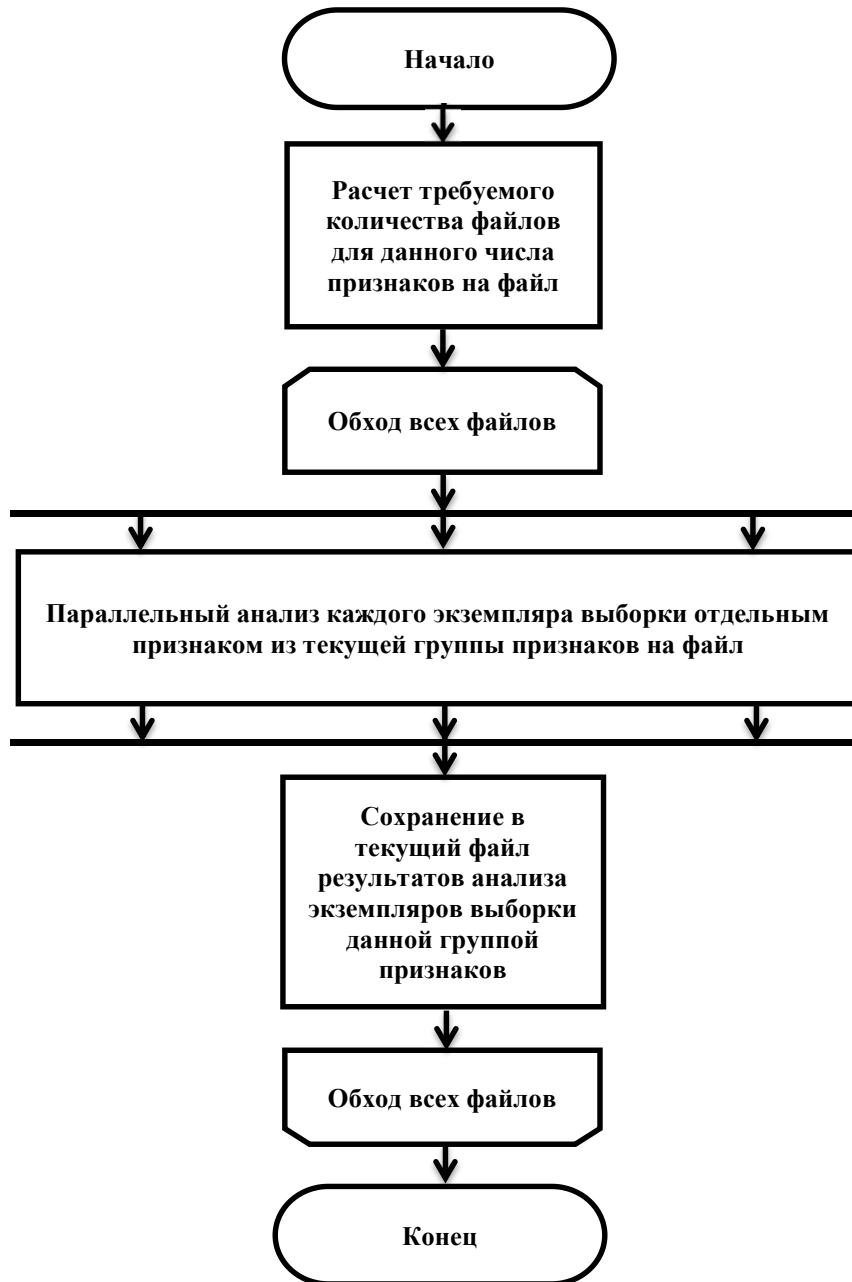 Начало
Расчет требуемого
количества файлов
для данного числа
признаков на файл
Обход всех файлов
Параллельный анализ каждого экземпляра выборки отдельным
признаком из текущей группы признаков на файл
Сохранение в
текущий файл
результатов анализа
экземпляров выборки
данной группой
признаков
Обход всех файлов
Конец